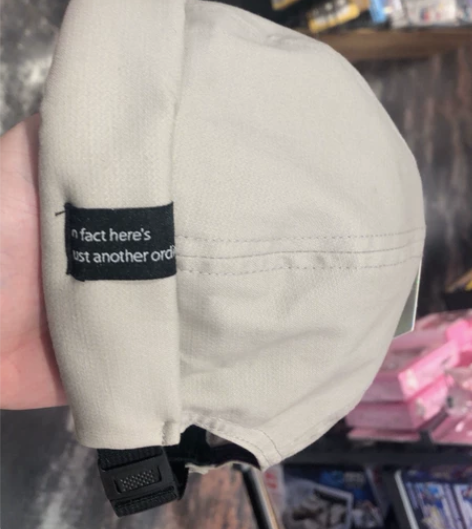 n fact here's
ust another ordi